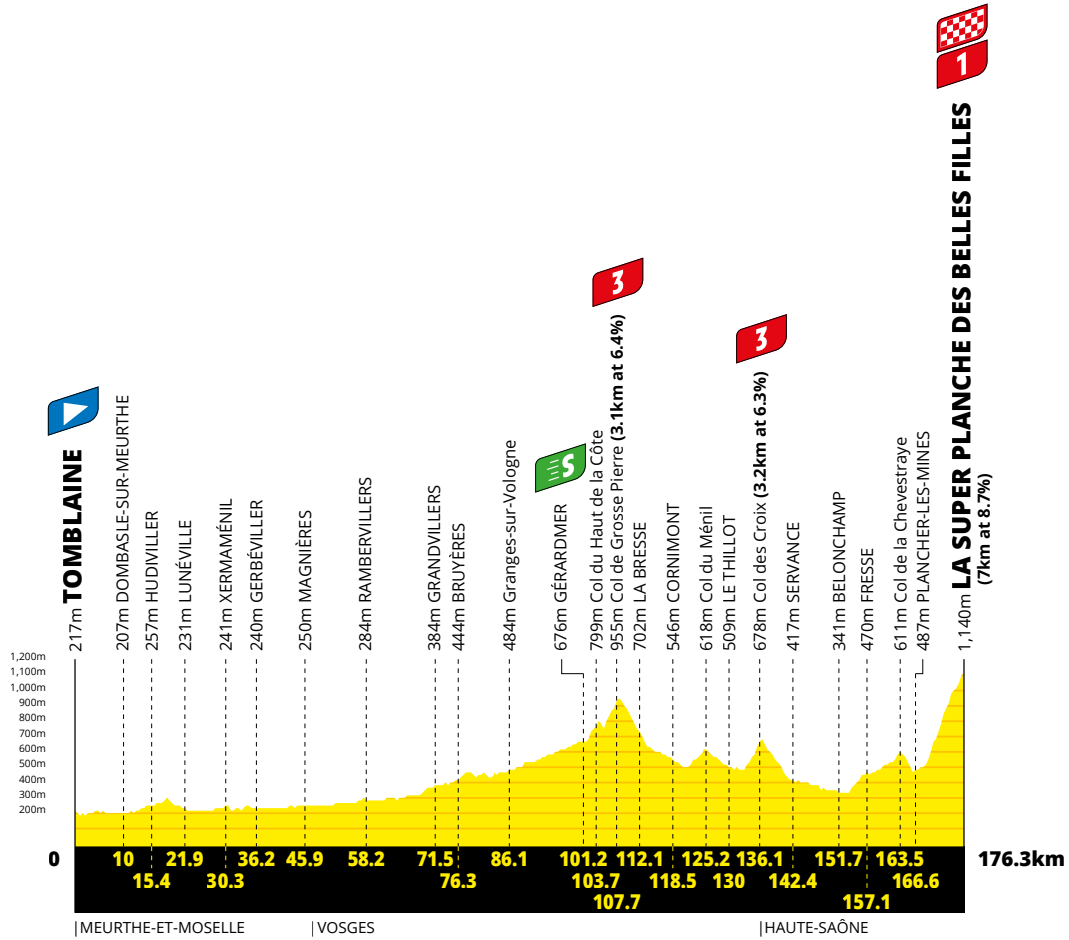 1
LA SUPER PLANCHE DES BELLES FILLES
(7km at 8.7%)
1,140m
3
3
S
217m TOMBLAINE
207m DOMBASLE-SUR-MEURTHE
257m HUDIVILLER
231m LUNÉVILLE
241m XERMAMÉNIL
240m GERBÉVILLER
250m MAGNIÈRES
284m RAMBERVILLERS
384m GRANDVILLERS
444m BRUYÈRES
484m Granges-sur-Vologne
676m GÉRARDMER
799m Col du Haut de la Côte
955m Col de Grosse Pierre (3.1km at 6.4%)
702m LA BRESSE
546m CORNIMONT
618m Col du Ménil
509m LE THILLOT
678m Col des Croix (3.2km at 6.3%)
417m SERVANCE
341m BELONCHAMP
470m FRESSE
611m Col de la Chevestraye
487m PLANCHER-LES-MINES
1,200m
1,100m
1,000m
900m
800m
700m
600m
500m
400m
300m
200m
0
10 21.9 36.2 45.9 58.2 71.5 86.1 101.2 112.1 125.2 136.1 151.7 163.5
176.3km
15.4 30.3 76.3 103.7 118.5 130 142.4 166.6
107.7 157.1
|MEURTHE-ET-MOSELLE |VOSGES |HAUTE-SAÔNE